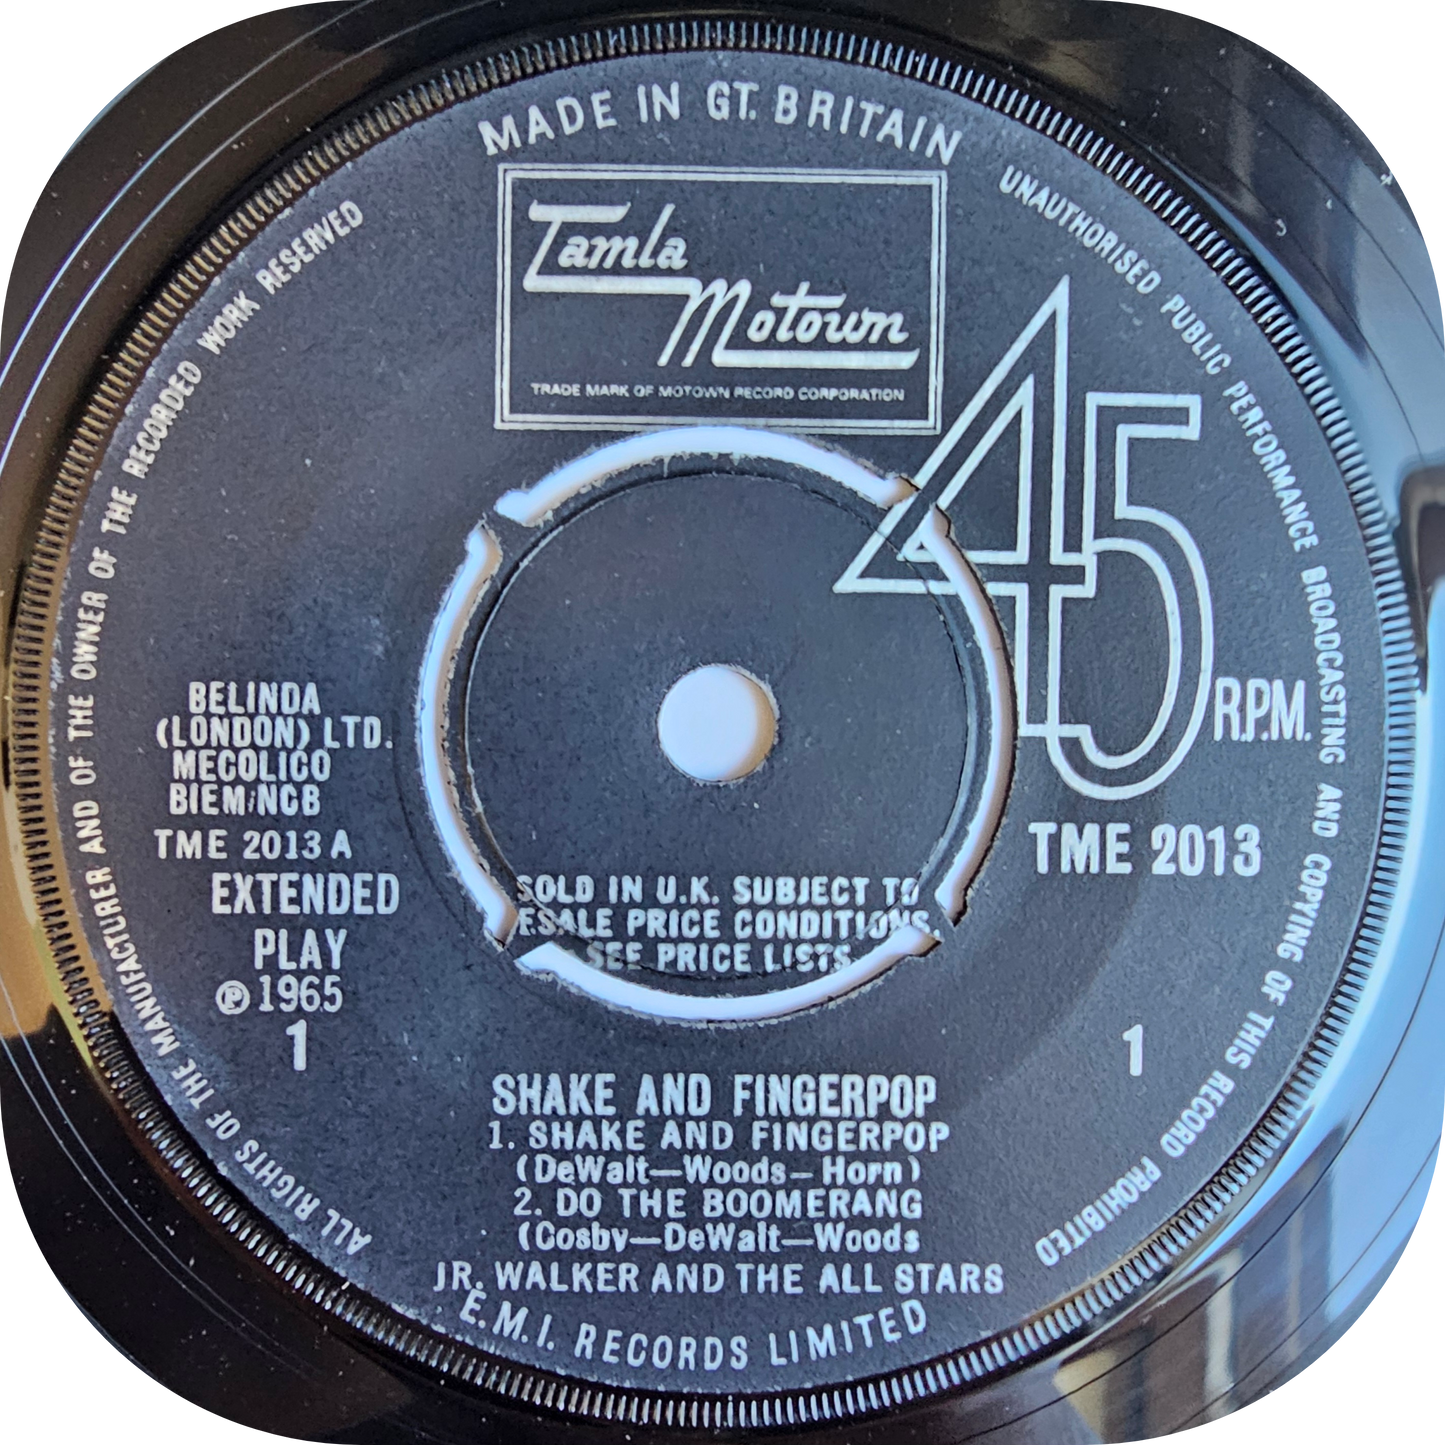 MADE IN GT. BRITAIN
Tamla
Motown
TRADE MARK OF MOTOWN RECORD CORPORATION
45
R.P.M.
UNAUTHORISED PUBLIC PERFORMANCE BROADCASTING AND COPYING OF THIS RECORD PROHIBITED
ALL RIGHTS OF THE MANUFACTURER AND OF THE OWNER OF THE RECORDED WORK RESERVED
BELINDA
(LONDON) LTD.
MECOLICO
BIEM/NCB
TME 2013 A
EXTENDED
PLAY
℗ 1965
1
TME 2013
1
SOLD IN U.K. SUBJECT TO
ESALE PRICE CONDITIONS,
SEE PRICE LISTS
SHAKE AND FINGERPOP
1. SHAKE AND FINGERPOP
(DeWalt—Woods—Horn)
2. DO THE BOOMERANG
(Cosby—DeWalt—Woods
JR. WALKER AND THE ALL STARS
E.M.I. RECORDS LIMITED